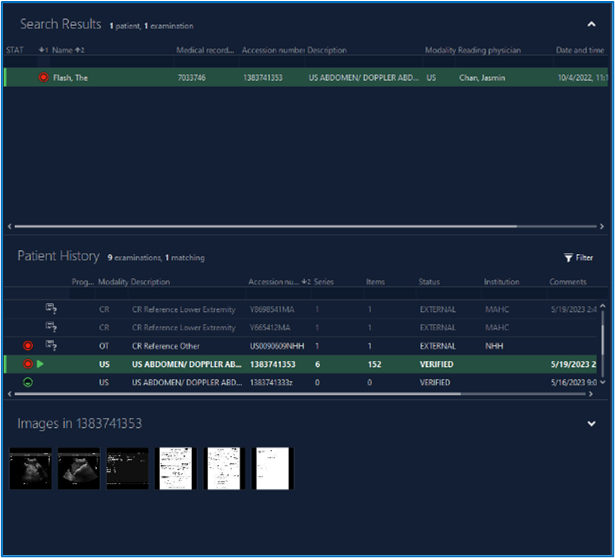 Search Results 1 patient, 1 examination
STAT 1 Name 2 Medical record... Accession number Description Modality Reading physician Date and time
Flash, The 7033746 1383741353 US ABDOMEN/ DOPPLER ABD... US Chan, Jasmin 10/4/2022, 11:1
Patient History 9 examinations, 1 matching Filter
Prog... Modality Description Accession nu... 2 Series Items Status Institution Comments
CR CR Reference Lower Extremity Y8698541MA 1 1 EXTERNAL MAHC 5/19/2023 2:4
CR CR Reference Lower Extremity Y665412MA 1 1 EXTERNAL MAHC
OT CR Reference Other US0090609NHH 1 1 EXTERNAL NHH
US US ABDOMEN/ DOPPLER AB... 1383741353 6 152 VERIFIED 5/19/2023 2
US US ABDOMEN/ DOPPLER AB... 1383741333z 0 0 VERIFIED 5/16/2023 9:0
Images in 1383741353